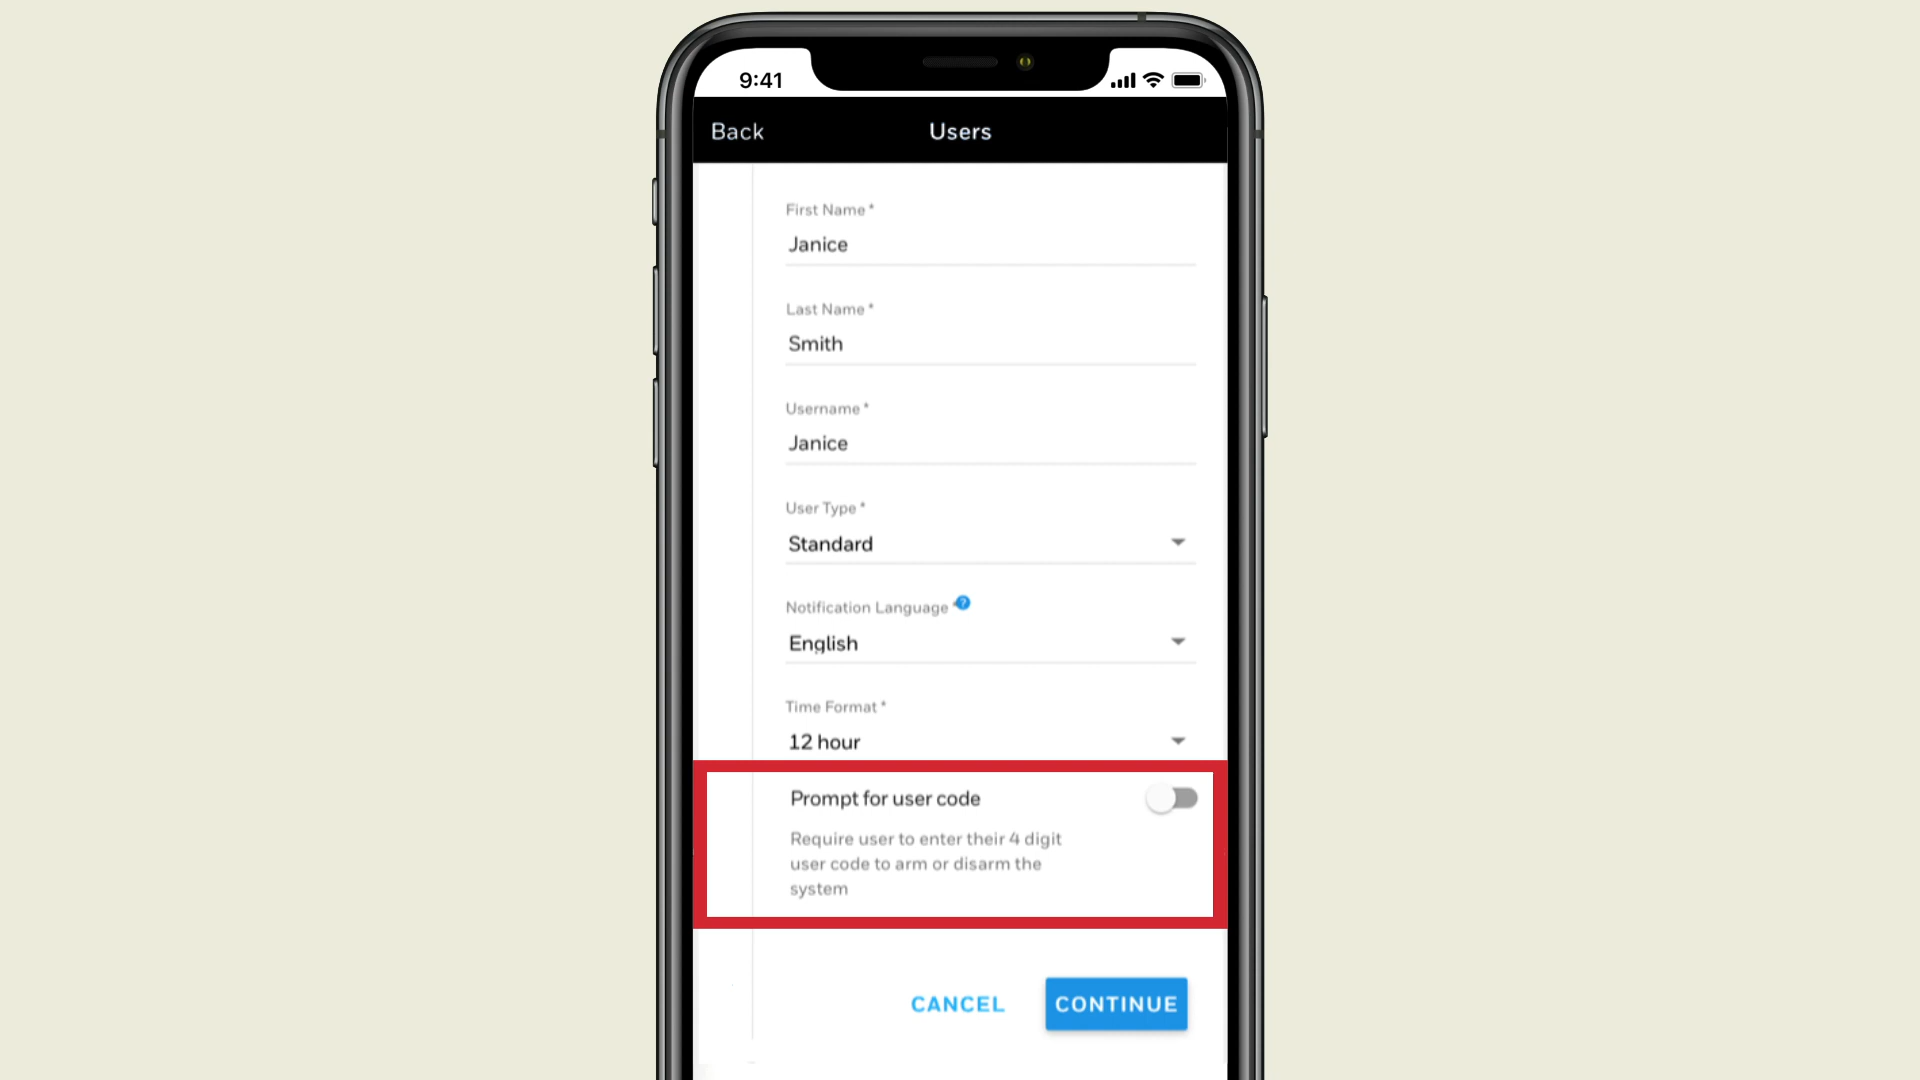 9:41
Back
Users
First Name *
Janice
Last Name *
Smith
Username *
Janice
User Type *
Standard
Notification Language ?
English
Time Format *
12 hour
Prompt for user code
Require user to enter their 4 digit
user code to arm or disarm the
system
CANCEL
CONTINUE